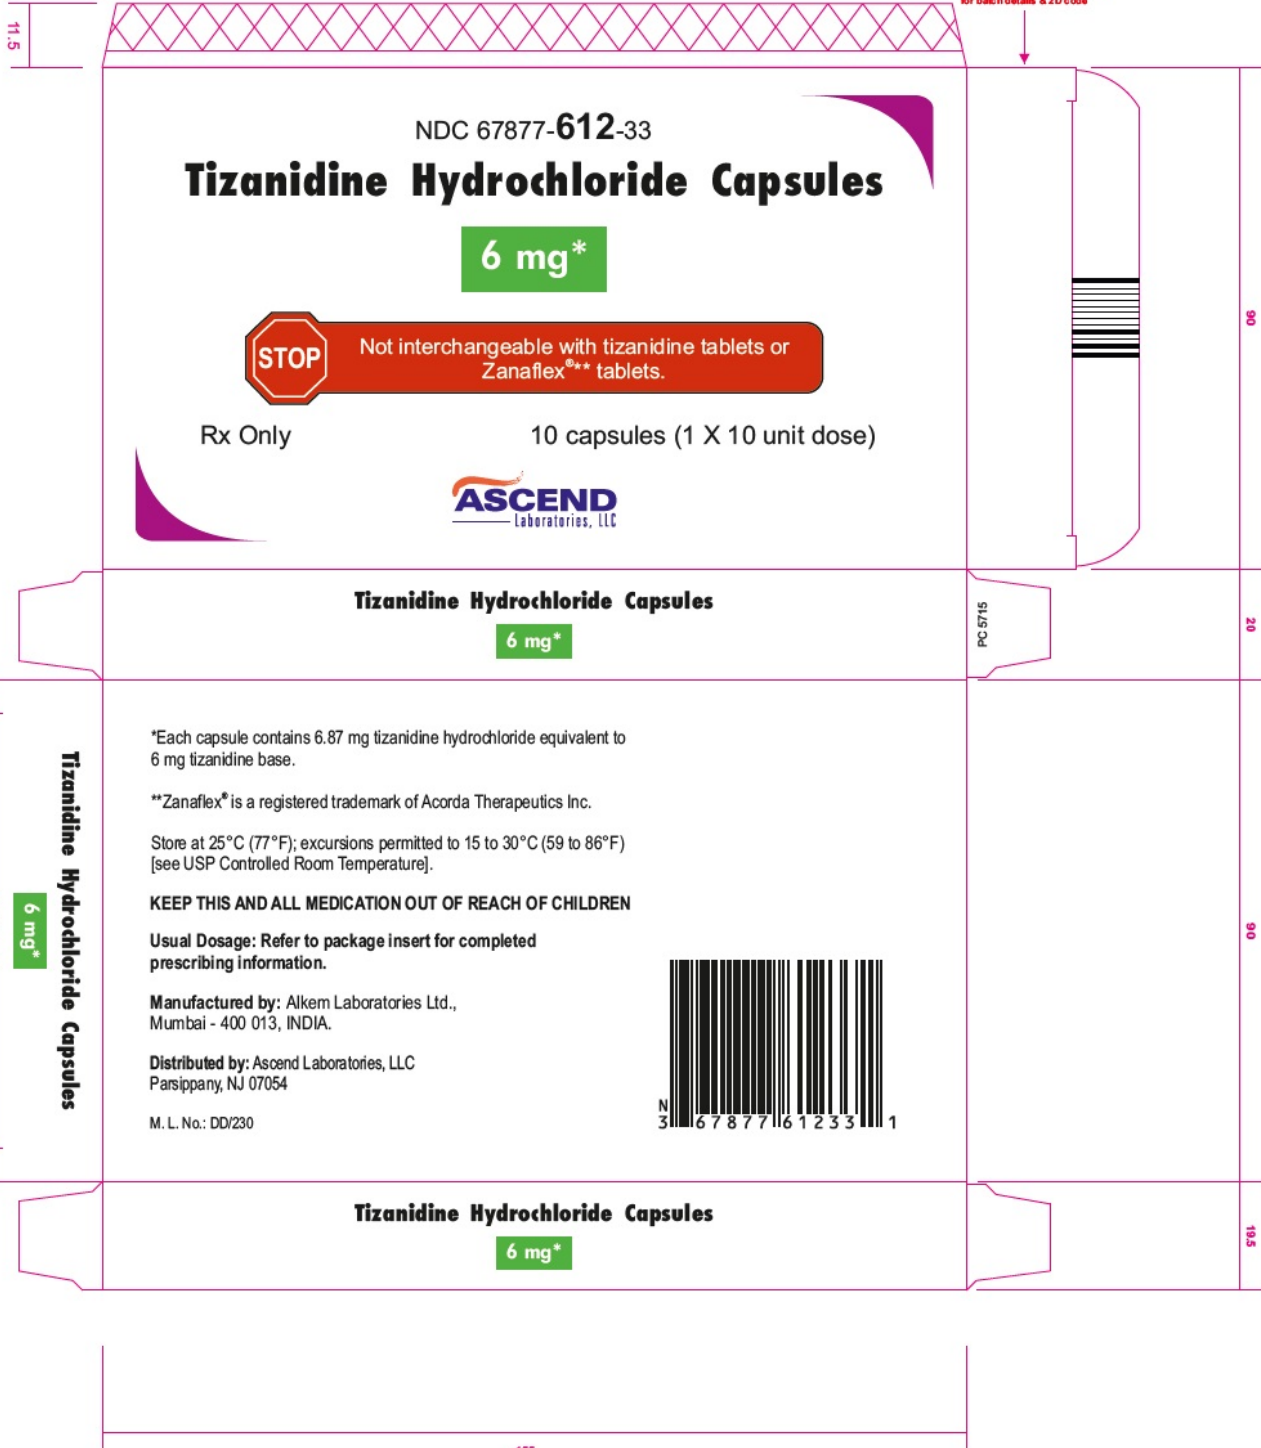 for batch details & 2D code
11.5
NDC 67877-612-33
Tizanidine Hydrochloride Capsules
6 mg*
STOP
Not interchangeable with tizanidine tablets or
Zanaflex®** tablets.
Rx Only
10 capsules (1 X 10 unit dose)
ASCEND
Laboratories, LLC
90
Tizanidine Hydrochloride Capsules
6 mg*
PC 5715
20
*Each capsule contains 6.87 mg tizanidine hydrochloride equivalent to
6 mg tizanidine base.
**Zanaflex® is a registered trademark of Acorda Therapeutics Inc.
Store at 25°C (77°F); excursions permitted to 15 to 30°C (59 to 86°F)
[see USP Controlled Room Temperature].
KEEP THIS AND ALL MEDICATION OUT OF REACH OF CHILDREN
Usual Dosage: Refer to package insert for completed
prescribing information.
Manufactured by: Alkem Laboratories Ltd.,
Mumbai - 400 013, INDIA.
Distributed by: Ascend Laboratories, LLC
Parsippany, NJ 07054
M. L. No.: DD/230
N
3 67877 61233 1
Tizanidine Hydrochloride Capsules
6 mg*
90
Tizanidine Hydrochloride Capsules
6 mg*
19.5